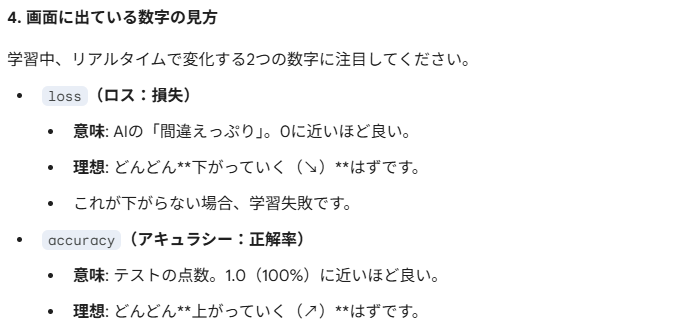 4. 画面に出ている数字の見方
学習中、リアルタイムで変化する2つの数字に注目してください。
• loss（ロス：損失）
• 意味: AIの「間違えっぷり」。0に近いほど良い。
• 理想: どんどん**下がっていく（↘）**はずです。
• これが下がらない場合、学習失敗です。
• accuracy（アキュラシー：正解率）
• 意味: テストの点数。1.0（100%）に近いほど良い。
• 理想: どんどん**上がっていく（↗）**はずです。